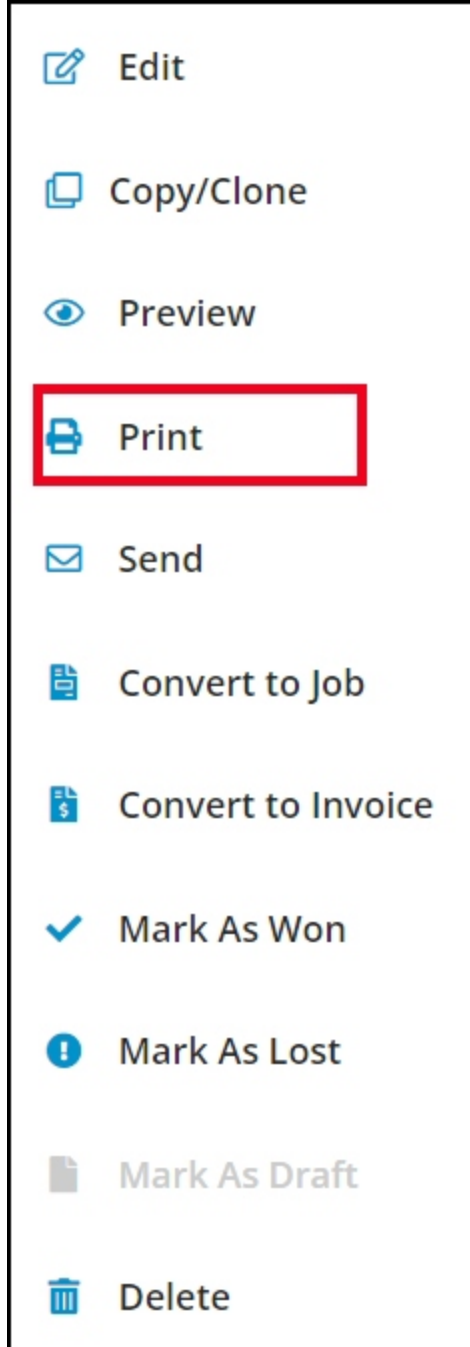 Edit
Copy/Clone
Preview
Print
Send
Convert to Job
Convert to Invoice
Mark As Won
Mark As Lost
Mark As Draft
Delete